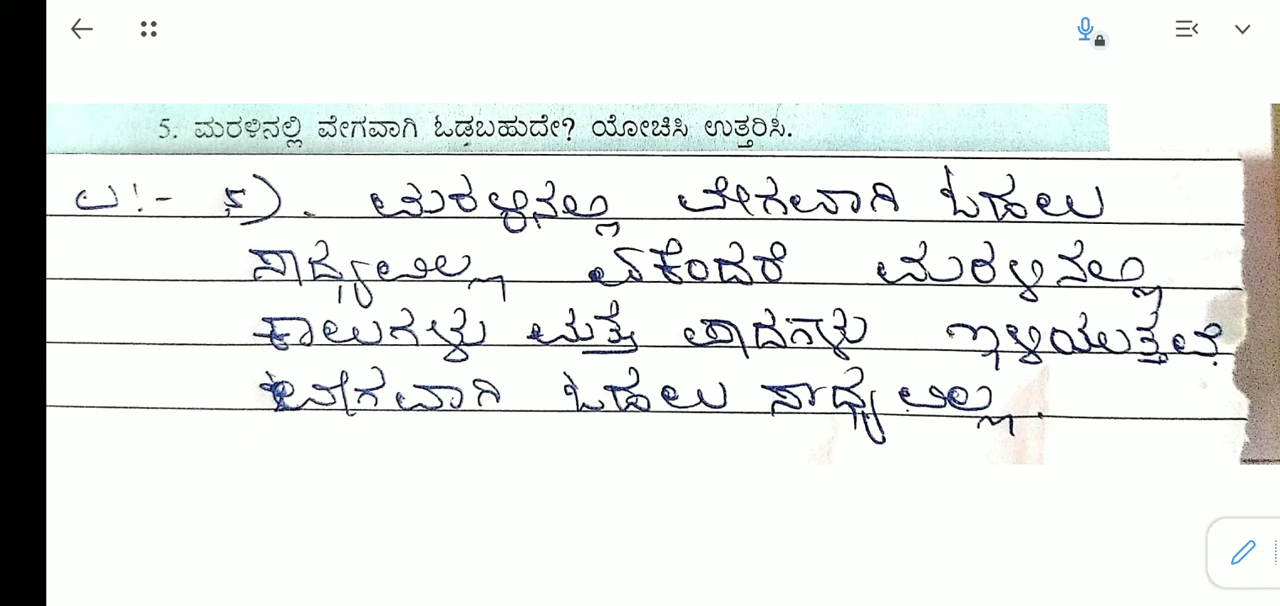 5. ಮರಳಿನಲ್ಲಿ ವೇಗವಾಗಿ ಓಡಬಹುದೇ? ಯೋಚಿಸಿ ಉತ್ತರಿಸಿ.
ಉ:- 5). ಮರಳಿನಲ್ಲಿ ವೇಗವಾಗಿ ಓಡಲು
ಸಾಧ್ಯವಿಲ್ಲ ಏಕೆಂದರೆ ಮರಳಿನಲ್ಲಿ
ಕಾಲುಗಳು ಮತ್ತೆ ಪಾದಗಳು ಇಳಿಯುತ್ತವೆ
ವೇಗವಾಗಿ ಓಡಲು ಸಾಧ್ಯವಿಲ್ಲ.